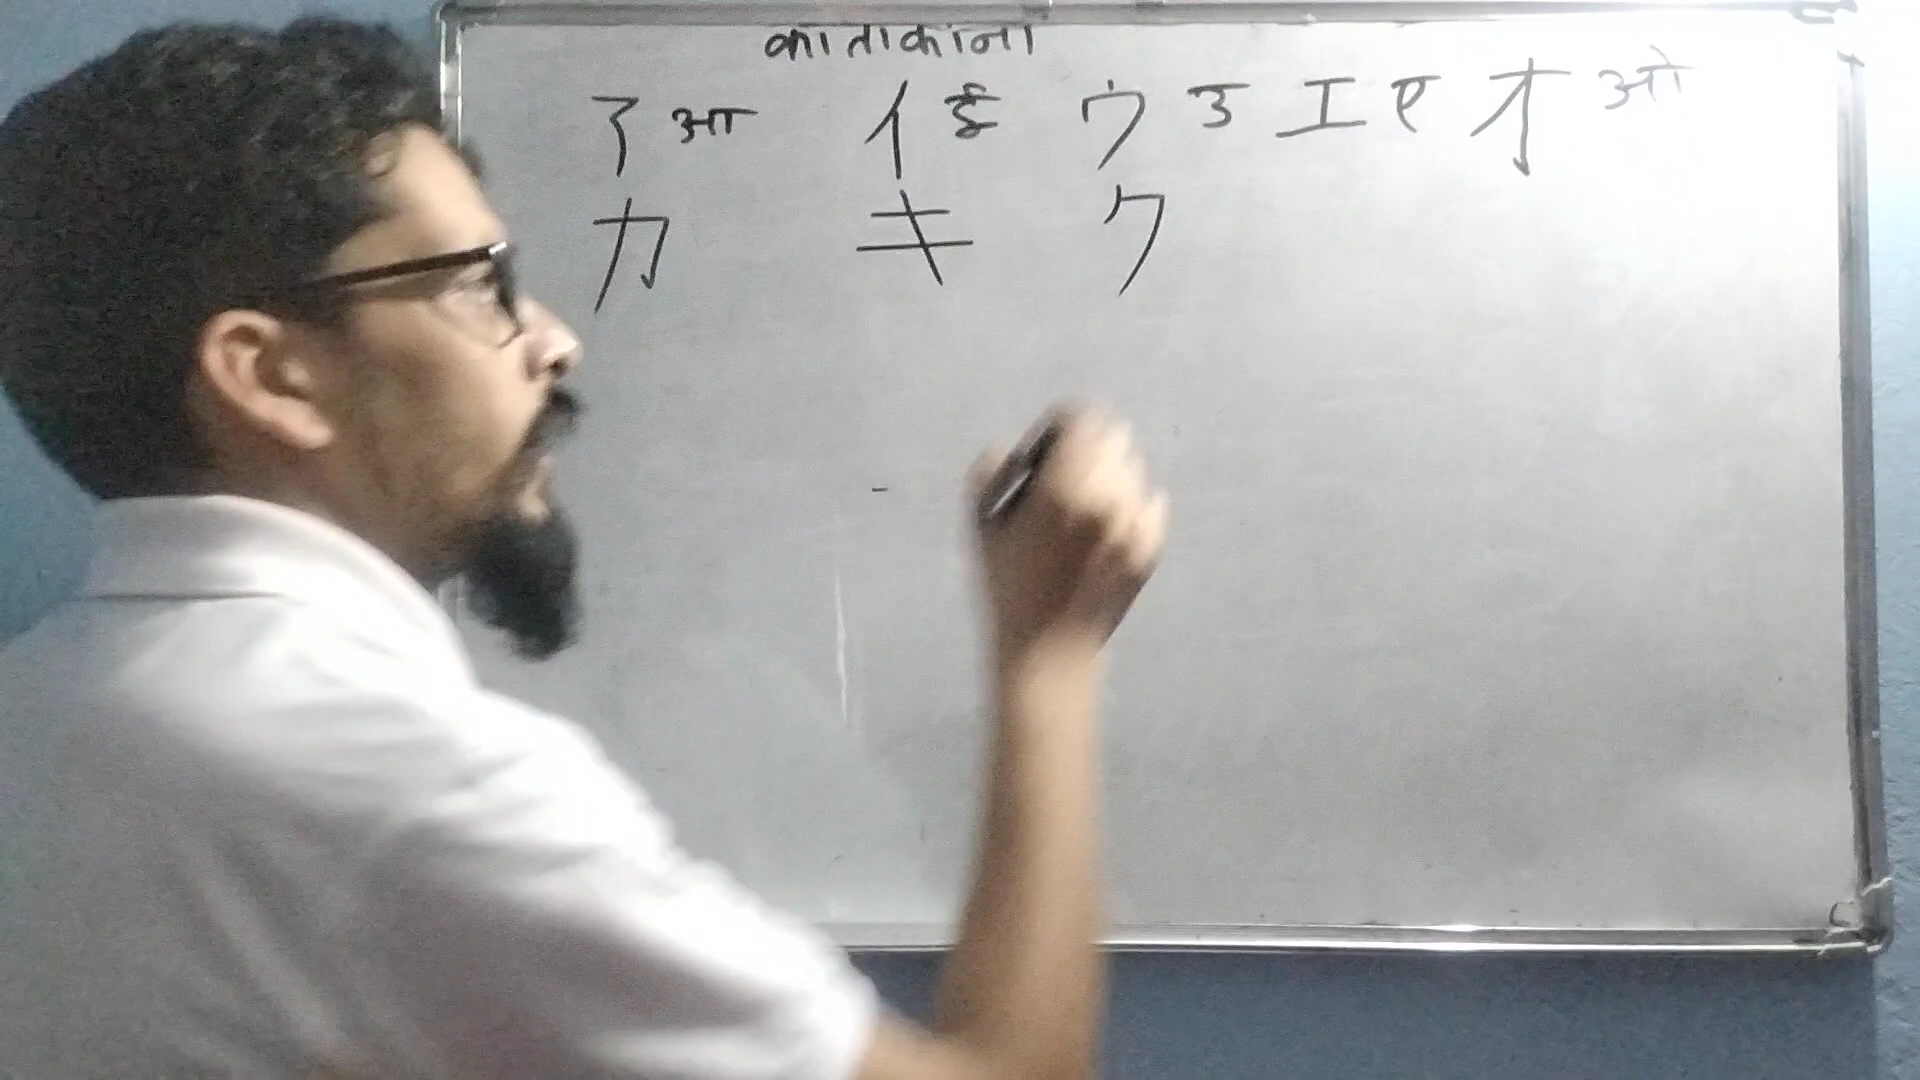 काताकाना
ア आ イ ई ウ उ エ ए オ ओ
カ キ ク